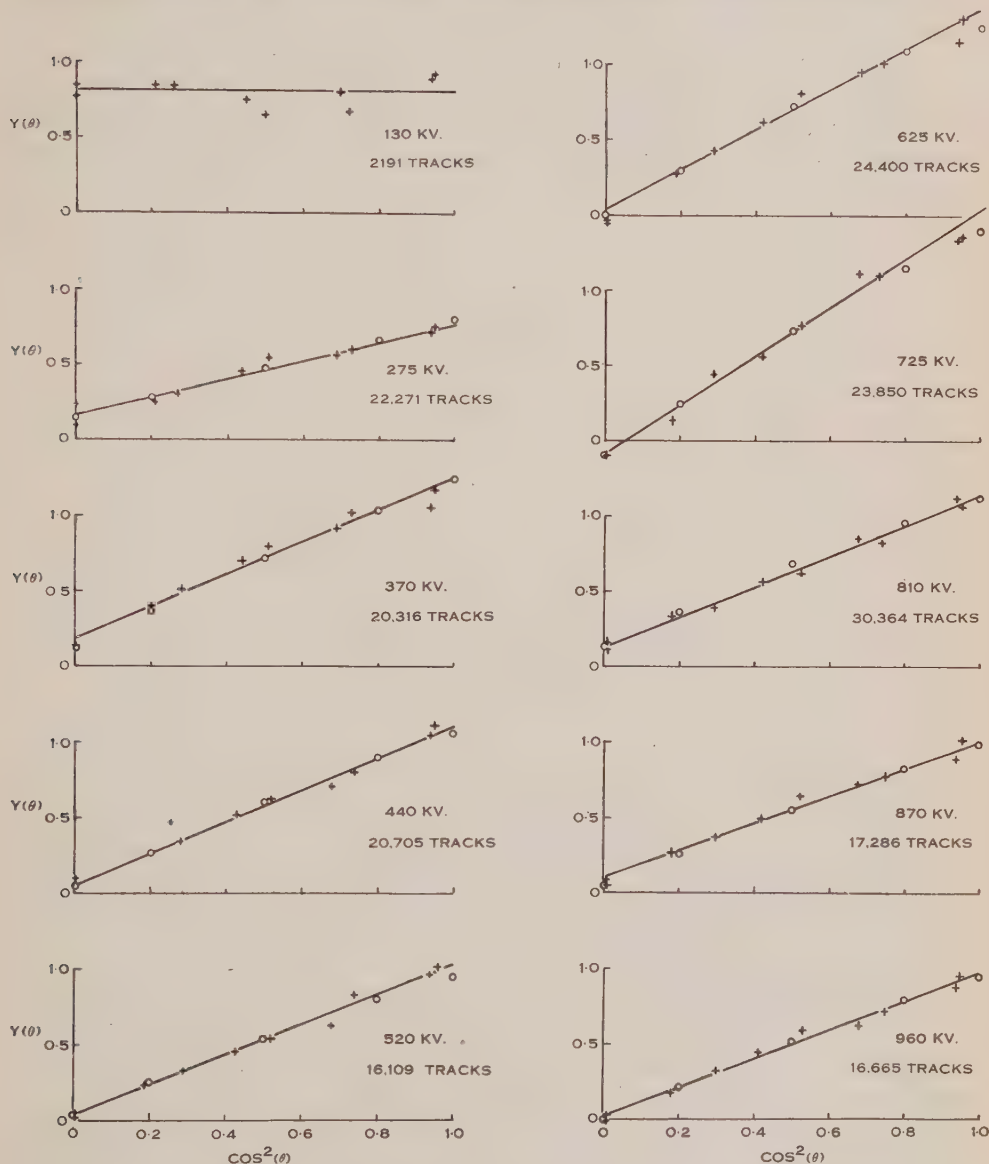 1·0
Y(θ)
0·5
0
130 KV.
2191 TRACKS
1·0
0·5
0
625 KV.
24,400 TRACKS
Y(θ)
0·5
0
275 KV.
22,271 TRACKS
1·0
0·5
0
725 KV.
23,850 TRACKS
1·0
Y(θ)
0·5
0
370 KV.
20,316 TRACKS
1·0
0·5
0
810 KV.
30,364 TRACKS
1·0
Y(θ)
0·5
0
440 KV.
20,705 TRACKS
1·0
0·5
0
870 KV.
17,286 TRACKS
1·0
Y(θ)
0·5
0
520 KV.
16,109 TRACKS
0 0·2 0·4 0·6 0·8 1·0
COS²(θ)
1·0
0·5
0
960 KV.
16,665 TRACKS
0 0·2 0·4 0·6 0·8 1·0
COS²(θ)